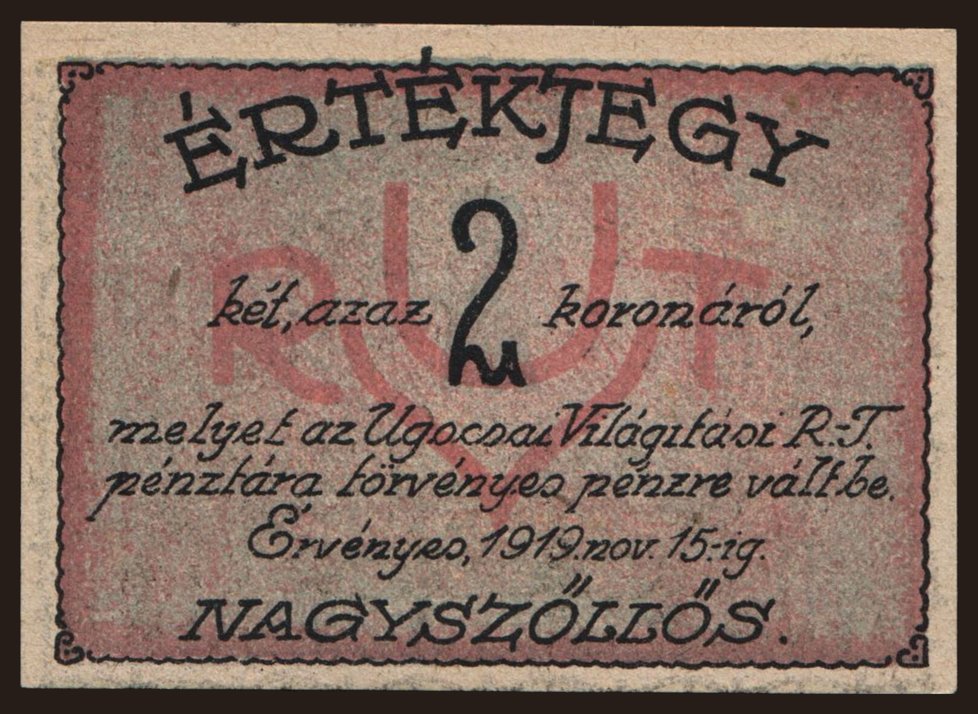 ÉRTÉKJEGY
R U T
V
két, azaz 2 koronáról,
melyet az Ugocsai Világítási R.-T.
pénztára törvényes pénzre vált be.
Érvényes, 1919. nov. 15-ig.
NAGYSZŐLLŐS.